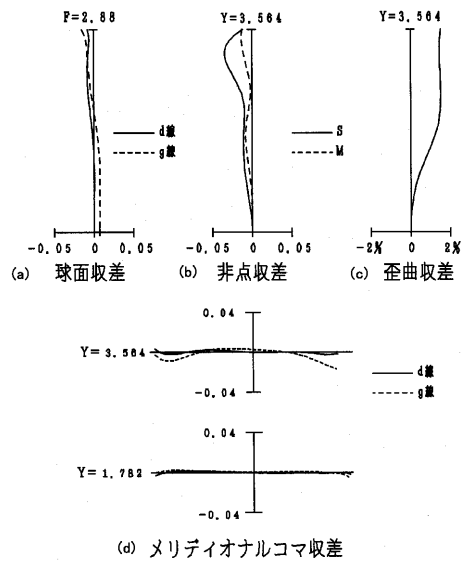 F=2.88
Y=3.564
Y=3.564
d線
g線
S
M
-0.05 0 0.05
-0.05 0 0.05
-2% 0 2%
(a) 球面収差
(b) 非点収差
(c) 歪曲収差
0.04
Y=3.564
-0.04
d線
g線
0.04
Y=1.782
-0.04
(d) メリディオナルコマ収差